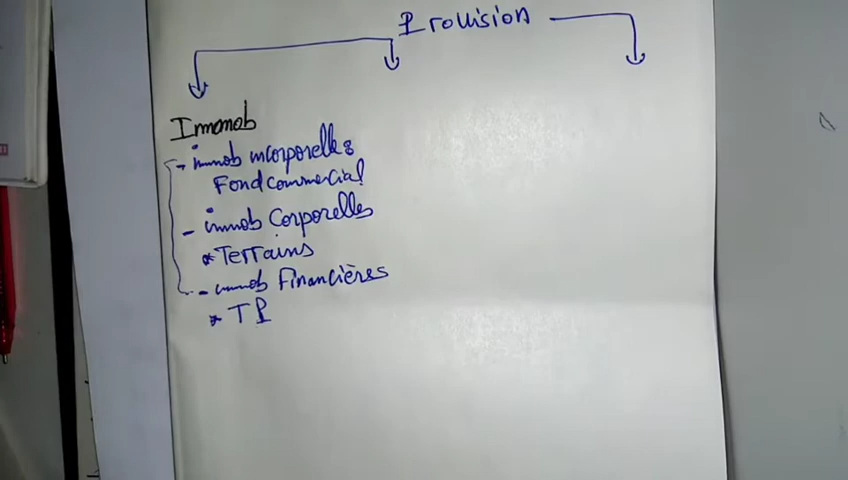 Provision
Immob
- immob incorporelles
Fond commercial
- immob Corporelles
* Terrains
- immob Financières
* TP